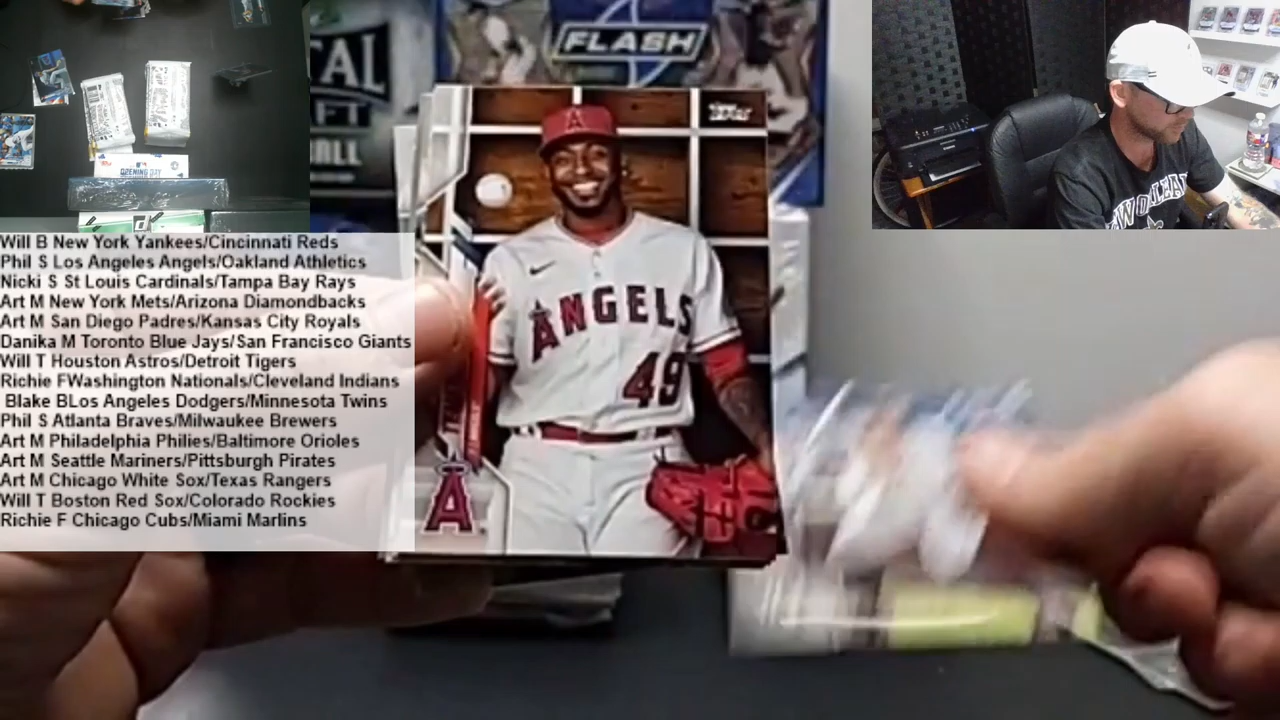 FLASH
TAL
FT
ALL
topps
A
ANGELS
49
A
OPENING DAY
Will B New York Yankees/Cincinnati Reds
Phil S Los Angeles Angels/Oakland Athletics
Nicki S St Louis Cardinals/Tampa Bay Rays
Art M New York Mets/Arizona Diamondbacks
Art M San Diego Padres/Kansas City Royals
Danika M Toronto Blue Jays/San Francisco Giants
Will T Houston Astros/Detroit Tigers
Richie FWashington Nationals/Cleveland Indians
Blake BLos Angeles Dodgers/Minnesota Twins
Phil S Atlanta Braves/Milwaukee Brewers
Art M Philadelphia Philies/Baltimore Orioles
Art M Seattle Mariners/Pittsburgh Pirates
Art M Chicago White Sox/Texas Rangers
Will T Boston Red Sox/Colorado Rockies
Richie F Chicago Cubs/Miami Marlins